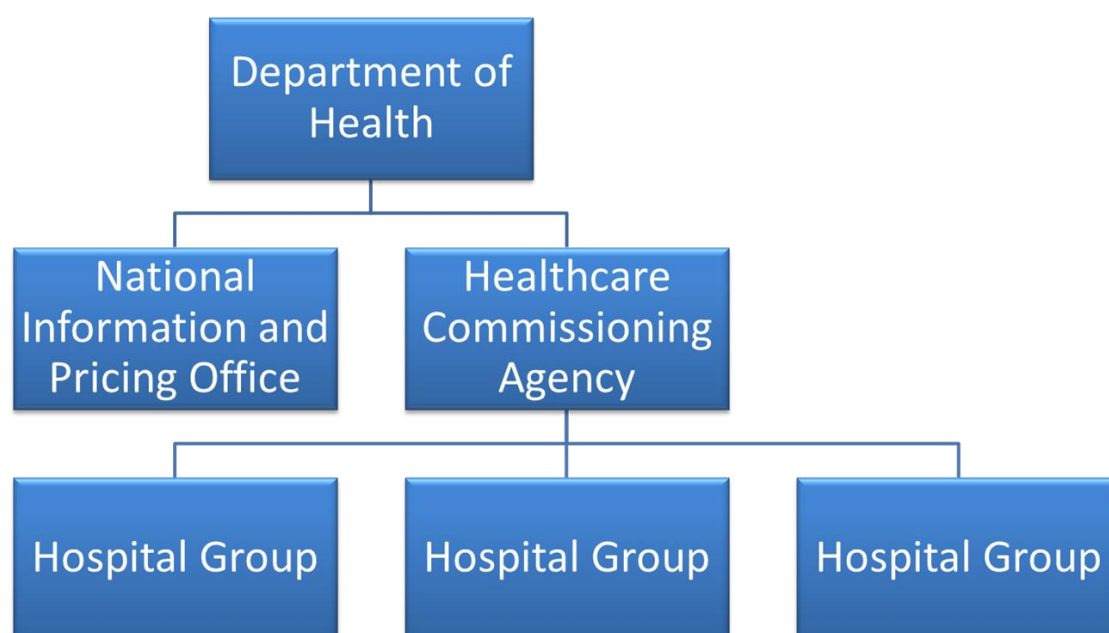 Department of
Health
National
Information and
Pricing Office
Healthcare
Commissioning
Agency
Hospital Group
Hospital Group
Hospital Group